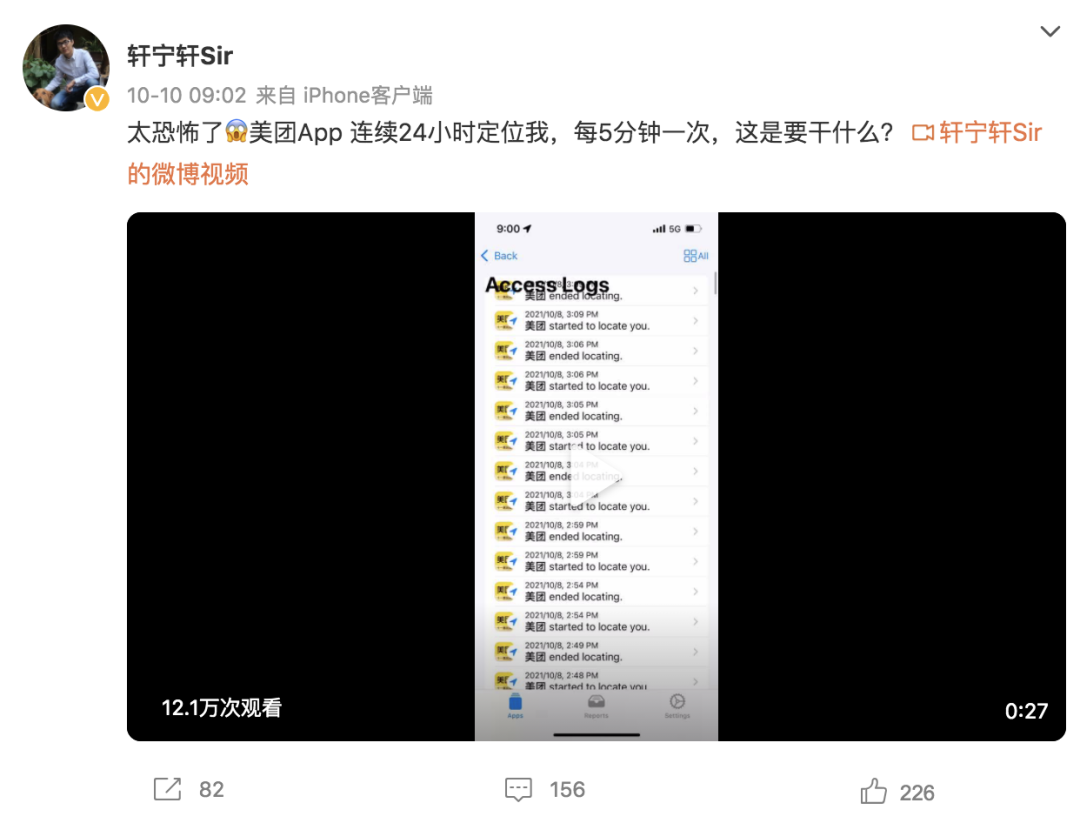 轩宁轩Sir
10-10 09:02 来自 iPhone客户端
太恐怖了😱美团App 连续24小时定位我，每5分钟一次，这是要干什么？ 轩宁轩Sir
的微博视频
9:00 5G
Back All
Access Logs
美团 ended locating.
2021/10/8, 3:09 PM
美团 started to locate you.
2021/10/8, 3:06 PM
美团 ended locating.
2021/10/8, 3:06 PM
美团 started to locate you.
2021/10/8, 3:05 PM
美团 ended locating.
2021/10/8, 3:05 PM
美团 started to locate you.
2021/10/8, 3:04 PM
美团 ended locating.
2021/10/8, 3:04 PM
美团 started to locate you.
2021/10/8, 2:59 PM
美团 ended locating.
2021/10/8, 2:59 PM
美团 started to locate you.
2021/10/8, 2:54 PM
美团 ended locating.
2021/10/8, 2:54 PM
美团 started to locate you.
2021/10/8, 2:49 PM
美团 ended locating.
2021/10/8, 2:48 PM
美团 started to locate you.
Apps Reports Settings
12.1万次观看
0:27
82 156 226